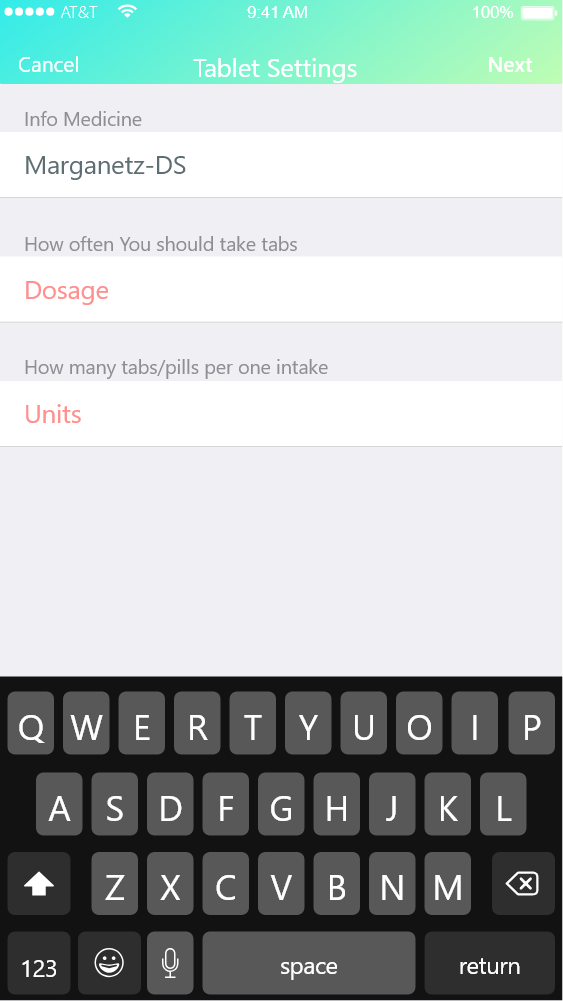 AT&T 9:41 AM 100%
Cancel Tablet Settings Next
Info Medicine
Marganetz-DS
How often You should take tabs
Dosage
How many tabs/pills per one intake
Units
Q W E R T Y U O I P
A S D F G H J K L
Z X C V B N M
123 space return